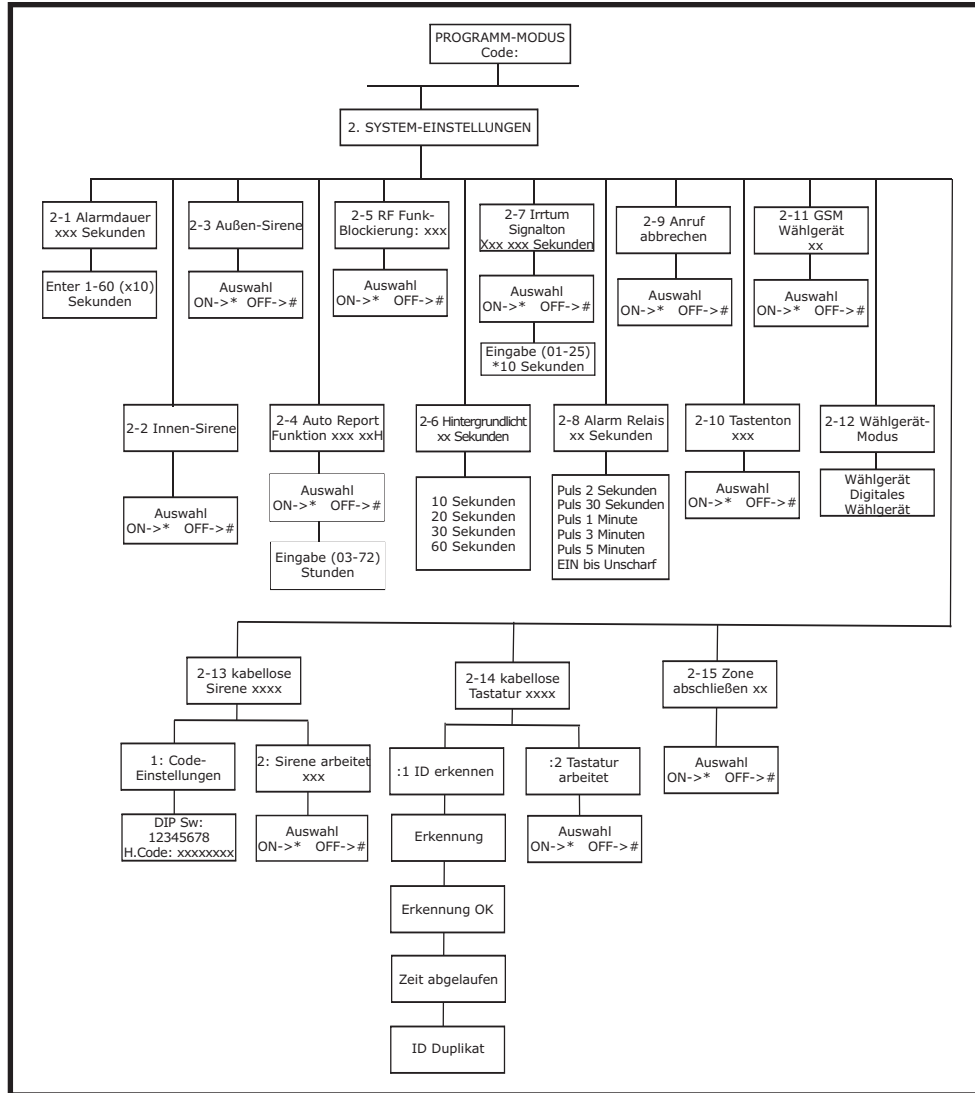 PROGRAMM-MODUS
Code:
2. SYSTEM-EINSTELLUNGEN
2-1 Alarmdauer
xxx Sekunden
Enter 1-60 (x10)
Sekunden
2-3 Außen-Sirene
Auswahl
ON->* OFF->#
2-5 RF Funk-
Blockierung: xxx
Auswahl
ON->* OFF->#
2-7 Irrtum
Signalton
Xxx xxx Sekunden
Auswahl
ON->* OFF->#
Eingabe (01-25)
*10 Sekunden
2-9 Anruf
abbrechen
Auswahl
ON->* OFF->#
2-11 GSM
Wählgerät
xx
Auswahl
ON->* OFF->#
2-2 Innen-Sirene
Auswahl
ON->* OFF->#
2-4 Auto Report
Funktion xxx xxH
Auswahl
ON->* OFF->#
Eingabe (03-72)
Stunden
2-6 Hintergrundlicht
xx Sekunden
10 Sekunden
20 Sekunden
30 Sekunden
60 Sekunden
2-8 Alarm Relais
xx Sekunden
Puls 2 Sekunden
Puls 30 Sekunden
Puls 1 Minute
Puls 3 Minuten
Puls 5 Minuten
EIN bis Unscharf
2-10 Tastenton
xxx
Auswahl
ON->* OFF->#
2-12 Wählgerät-
Modus
Wählgerät
Digitales
Wählgerät
2-13 kabellose
Sirene xxxx
1: Code-
Einstellungen
DIP Sw:
12345678
H.Code: xxxxxxxx
2: Sirene arbeitet
xxx
Auswahl
ON->* OFF->#
2-14 kabellose
Tastatur xxxx
:1 ID erkennen
Erkennung
Erkennung OK
Zeit abgelaufen
ID Duplikat
:2 Tastatur
arbeitet
Auswahl
ON->* OFF->#
2-15 Zone
abschließen xx
Auswahl
ON->* OFF->#